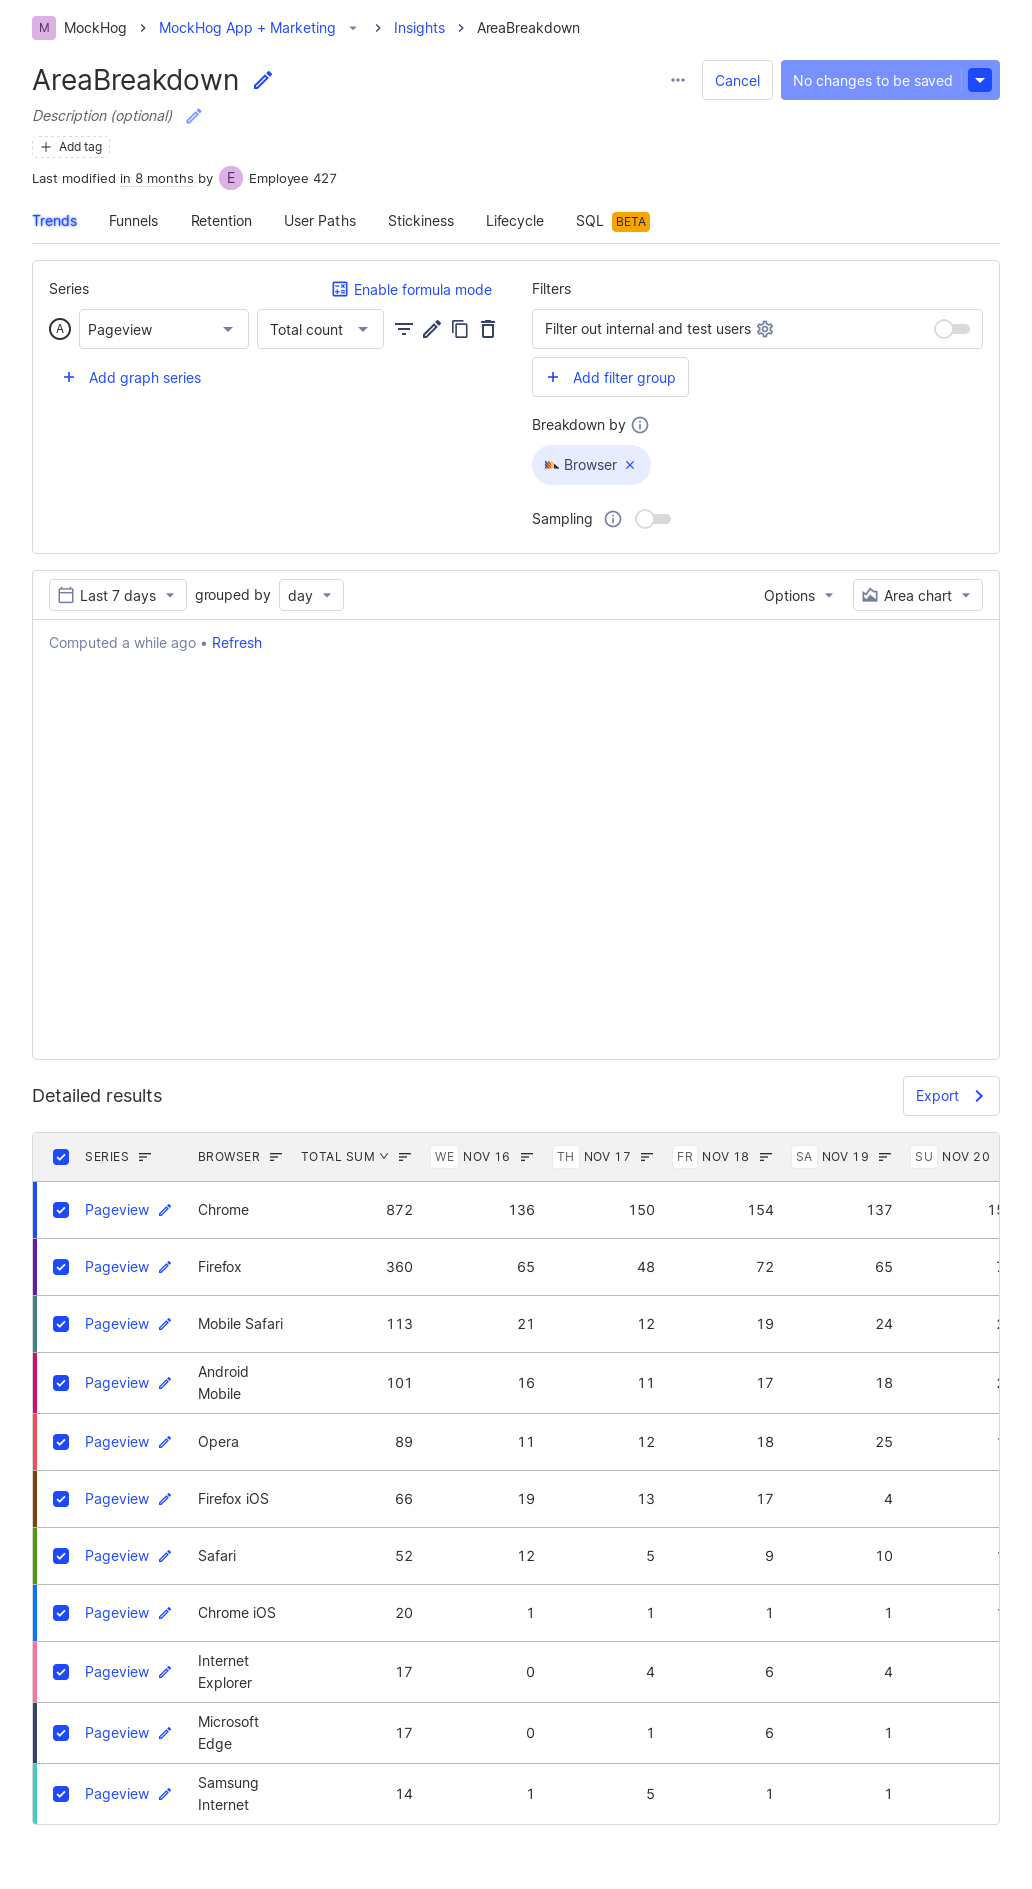 M MockHog MockHog App + Marketing Insights AreaBreakdown
AreaBreakdown
Cancel No changes to be saved
Description (optional)
Add tag
Last modified in 8 months by E Employee 427
Trends Funnels Retention User Paths Stickiness Lifecycle SQL BETA
Series Enable formula mode Filters
A Pageview Total count Filter out internal and test users
Add graph series Add filter group
Breakdown by
Browser
Sampling
Last 7 days grouped by day Options Area chart
Computed a while ago • Refresh
Detailed results Export
SERIES BROWSER TOTAL SUM WE NOV 16 TH NOV 17 FR NOV 18 SA NOV 19 SU NOV 20
Pageview Chrome 872 136 150 154 137
Pageview Firefox 360 65 48 72 65
Pageview Mobile Safari 113 21 12 19 24
Pageview Android Mobile 101 16 11 17 18
Pageview Opera 89 11 12 18 25
Pageview Firefox iOS 66 19 13 17 4
Pageview Safari 52 12 5 9 10
Pageview Chrome iOS 20 1 1 1 1
Pageview Internet Explorer 17 0 4 6 4
Pageview Microsoft Edge 17 0 1 6 1
Pageview Samsung Internet 14 1 5 1 1